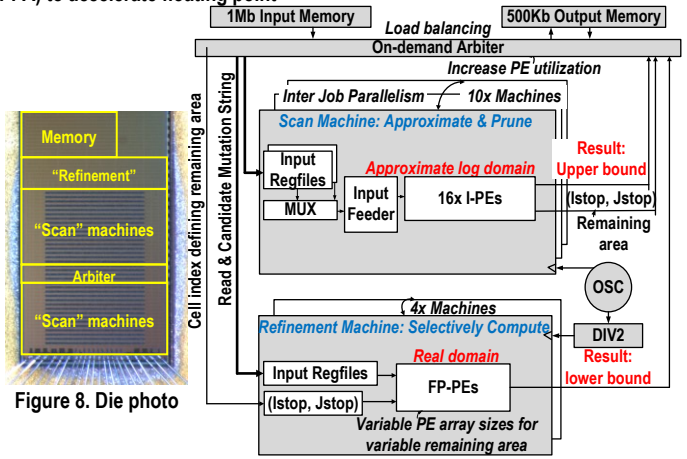 1Mb Input Memory
500Kb Output Memory
Load balancing
On-demand Arbiter
Increase PE utilization
Inter Job Parallelism
10x Machines
Scan Machine: Approximate & Prune
Input
Regfiles
MUX
Input
Feeder
Approximate log domain
16x I-PEs
Result:
Upper bound
(Istop, Jstop)
Remaining
area
OSC
DIV2
4x Machines
Refinement Machine: Selectively Compute
Real domain
Input Regfiles
(Istop, Jstop)
FP-PEs
Result:
lower bound
Variable PE array sizes for
variable remaining area
Cell index defining remaining area
Read & Candidate Mutation String
Memory
“Refinement”
“Scan” machines
Arbiter
“Scan” machines
Figure 8. Die photo